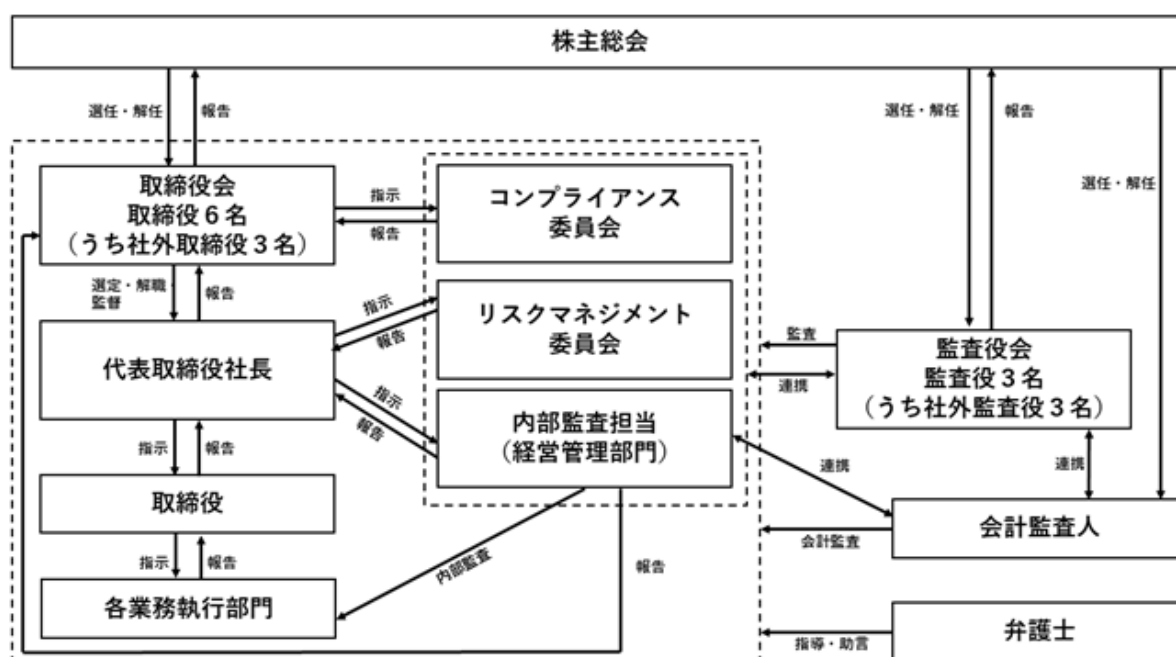 株主総会
選任・解任
報告
選任・解任
報告
選任・解任
取締役会
取締役６名
（うち社外取締役３名）
指示
報告
コンプライアンス
委員会
選定・解職・
監督
報告
代表取締役社長
指示
報告
リスクマネジメント
委員会
監査
連携
監査役会
監査役３名
（うち社外監査役３名）
指示
報告
内部監査担当
（経営管理部門）
指示
報告
連携
連携
取締役
会計監査人
会計監査
指示
報告
内部監査
報告
各業務執行部門
弁護士
指導・助言